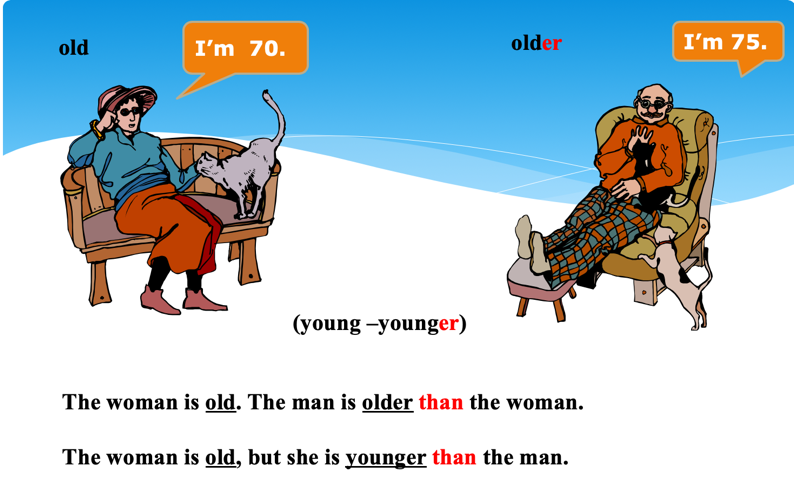 old
I’m  70.
older
I’m 75.
(young –younger)
The woman is old. The man is older than the woman.
The woman is old, but she is younger than the man.